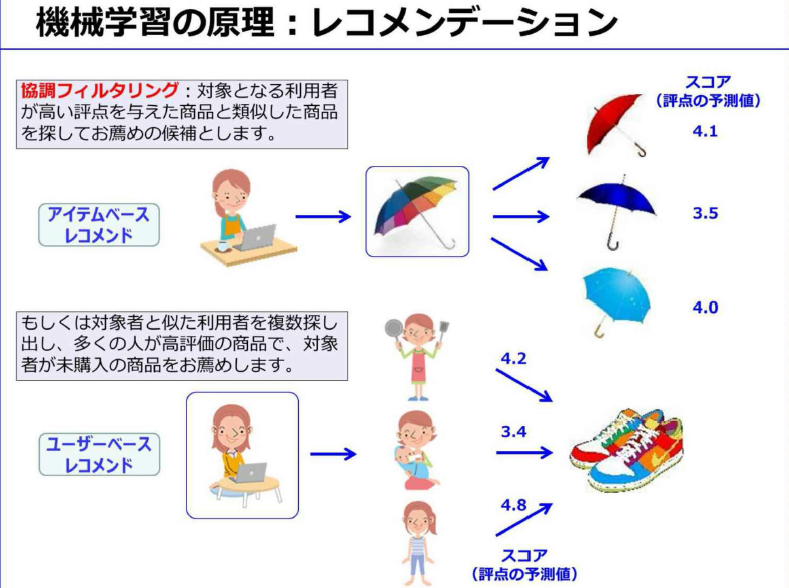 機械学習の原理：レコメンデーション
協調フィルタリング：対象となる利用者
が高い評点を与えた商品と類似した商品
を探してお薦めの候補とします。
アイテムベース
レコメンド
スコア
（評点の予測値）
4.1
3.5
4.0
もしくは対象者と似た利用者を複数探し
出し、多くの人が高評価の商品で、対象
者が未購入の商品をお薦めします。
ユーザーベース
レコメンド
4.2
3.4
4.8
スコア
（評点の予測値）